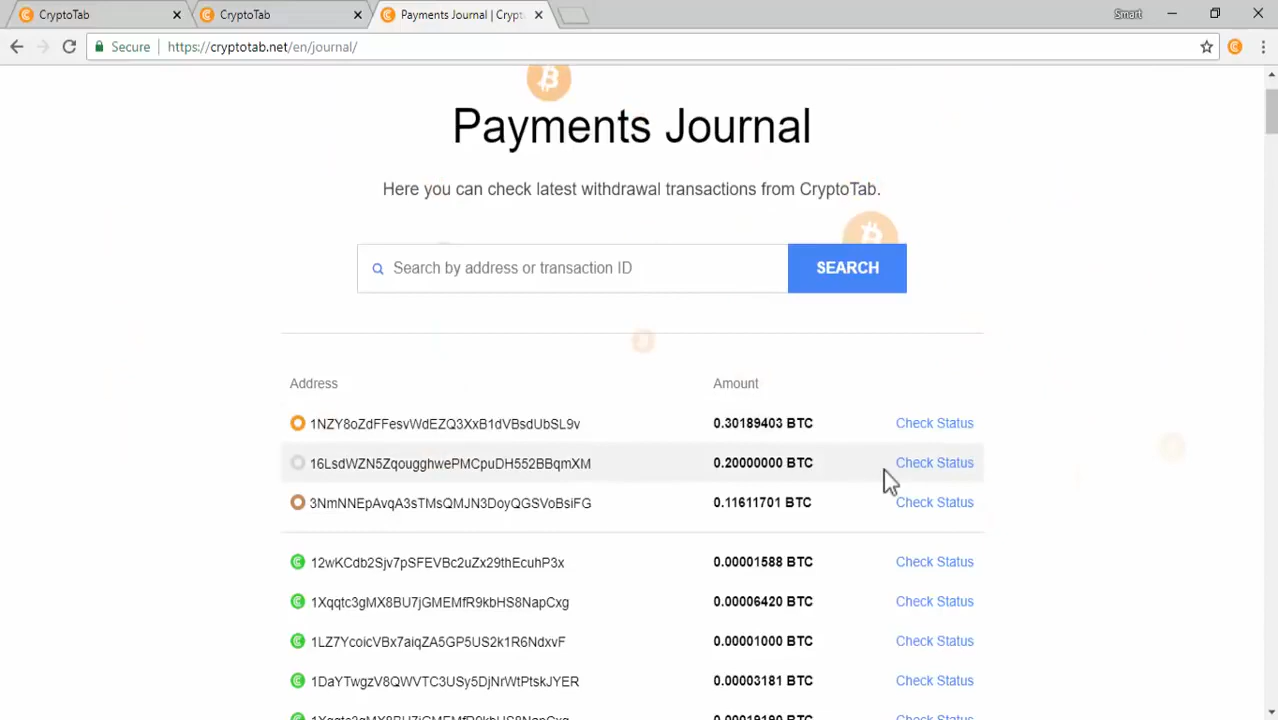 CryptoTab
CryptoTab
Payments Journal | Crypt
Smart
Secure
https://cryptotab.net/en/journal/
Payments Journal
Here you can check latest withdrawal transactions from CryptoTab.
Search by address or transaction ID
SEARCH
Address Amount
1NZY8oZdFFesvWdEZQ3XxB1dVBsdUbSL9v 0.30189403 BTC Check Status
16LsdWZN5ZqougghwePMCpuDH552BBqmXM 0.20000000 BTC Check Status
3NmNNEpAvqA3sTMsQMJN3DoyQGSVoBsiFG 0.11611701 BTC Check Status
12wKCdb2Sjv7pSFEVBc2uZx29thEcuhP3x 0.00001588 BTC Check Status
1Xqqtc3gMX8BU7jGMEMfR9kbHS8NapCxg 0.00006420 BTC Check Status
1LZ7YcoicVBx7aiqZA5GP5US2k1R6NdxvF 0.00001000 BTC Check Status
1DaYTwgzV8QWVTC3USy5DjNrWtPtskJYER 0.00003181 BTC Check Status